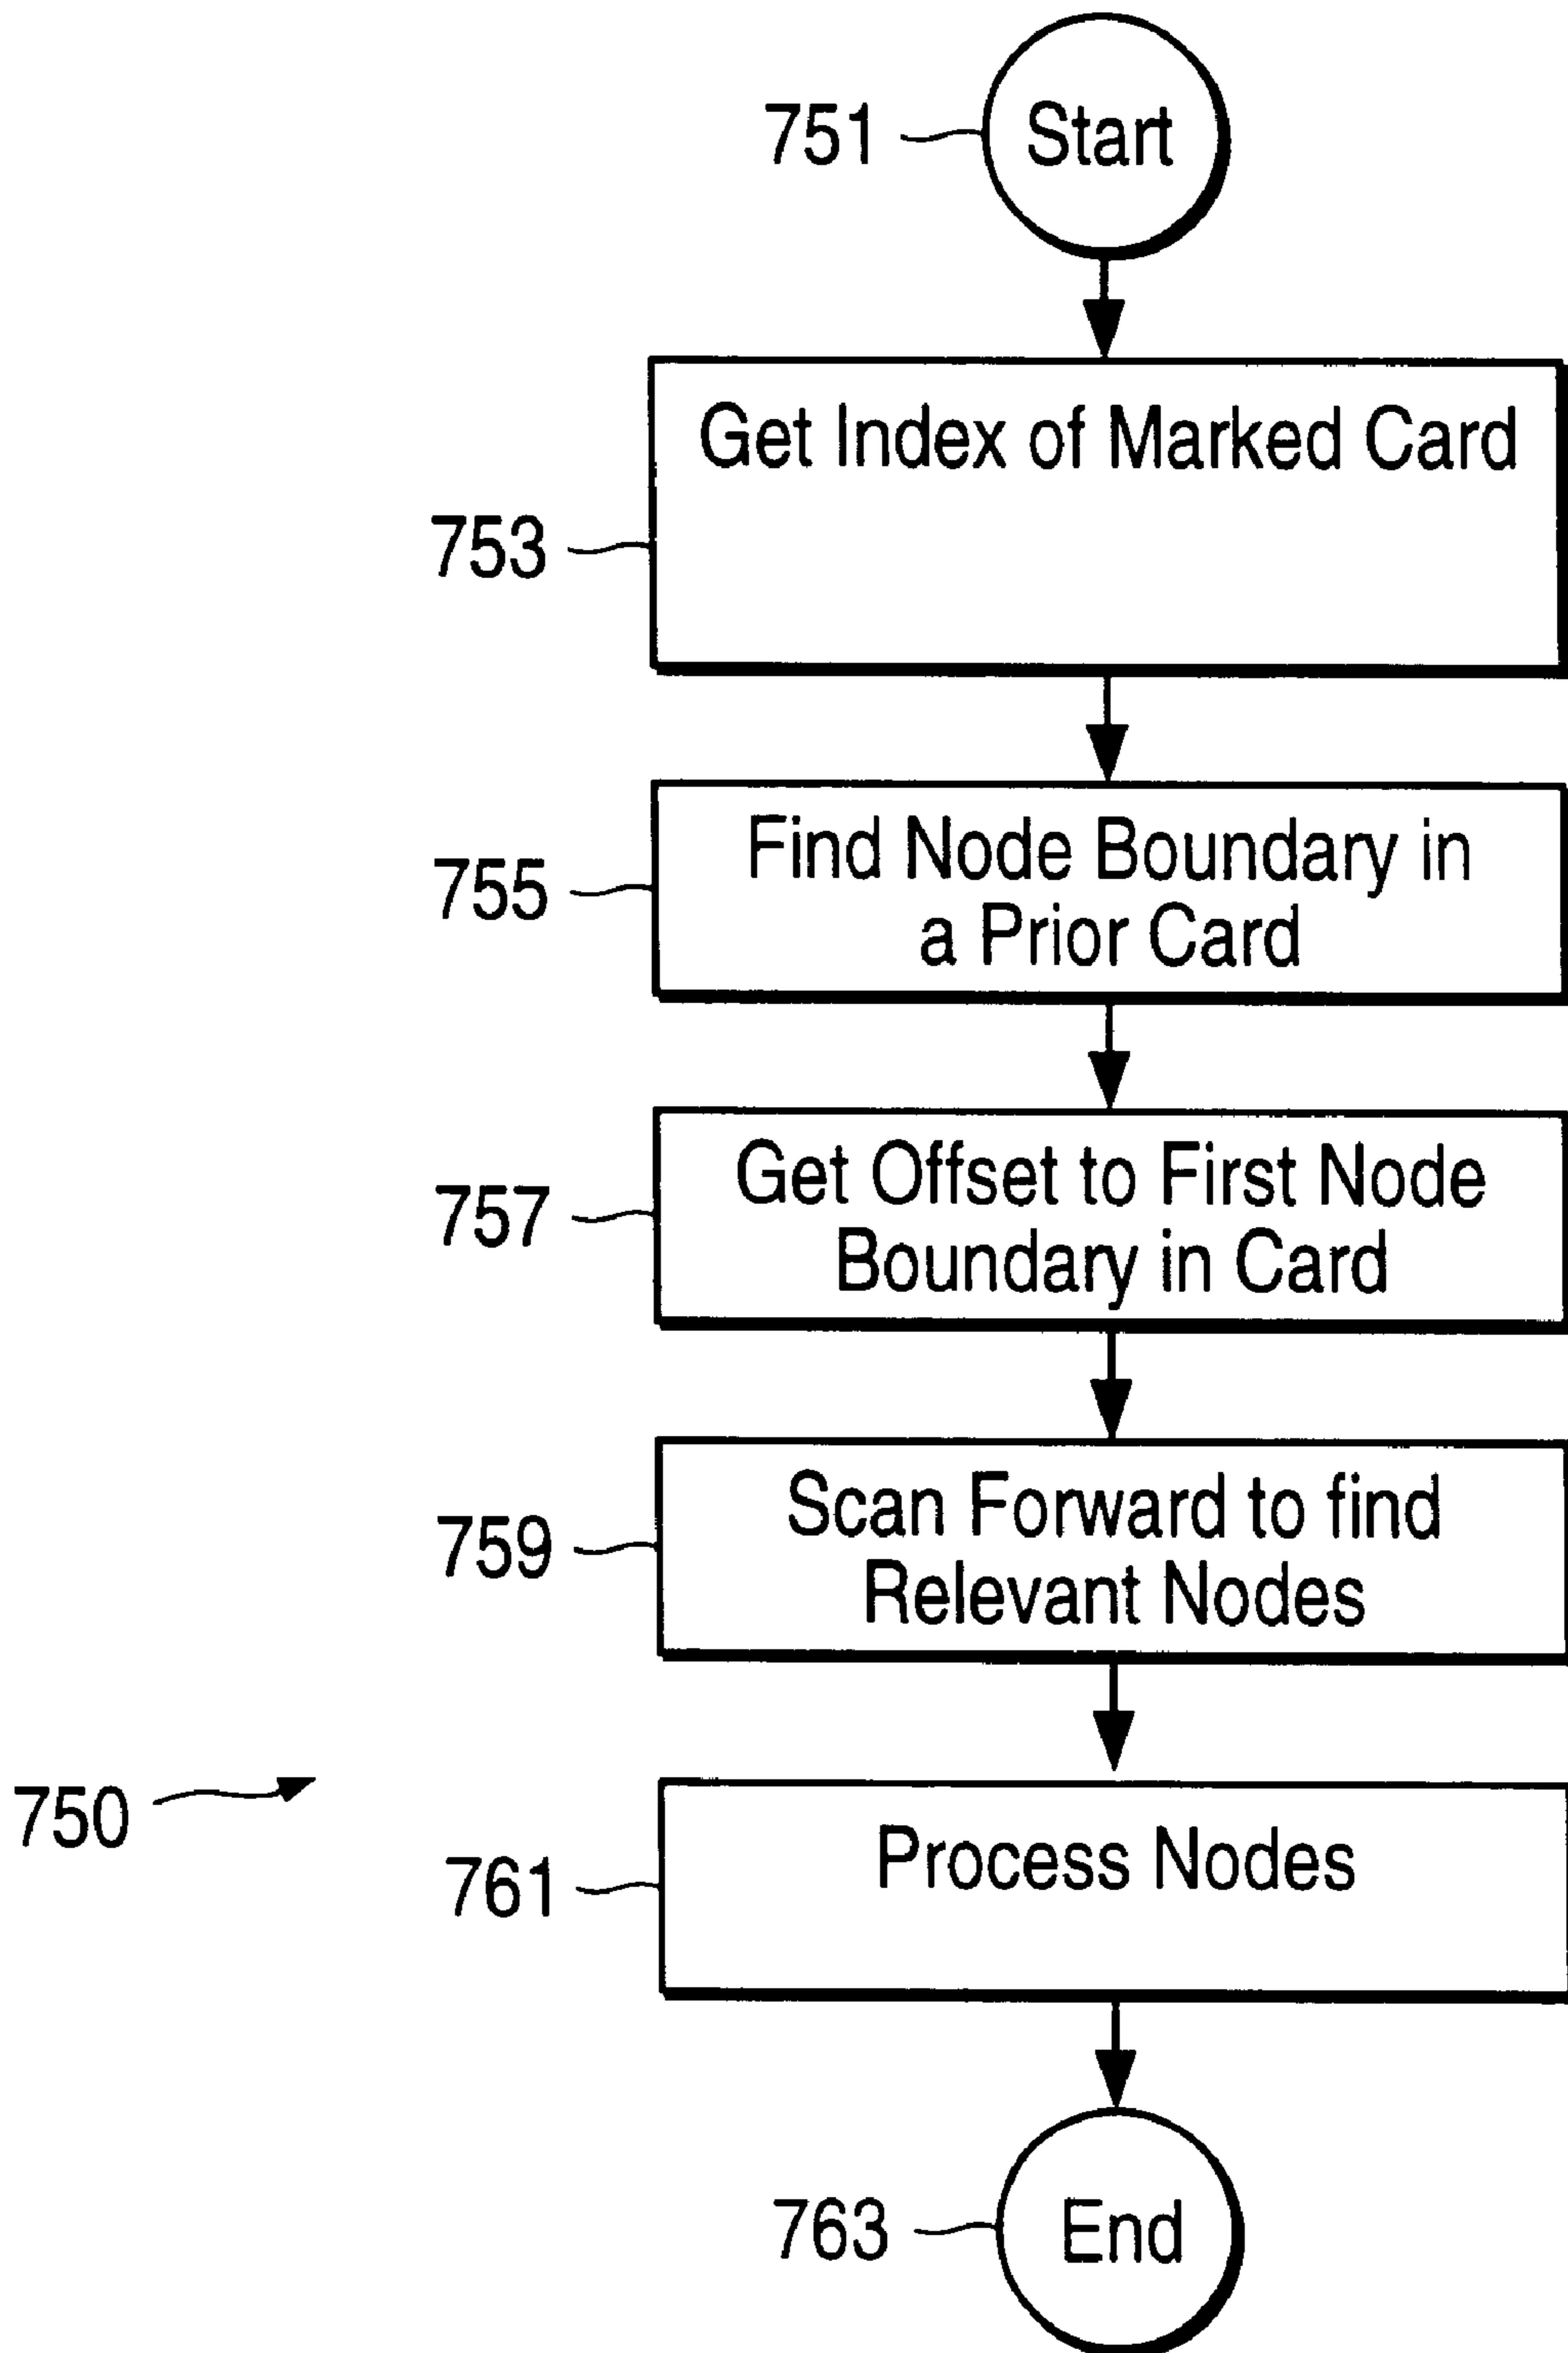 751
Start
Get Index of Marked Card
753
Find Node Boundary in
a Prior Card
755
Get Offset to First Node
Boundary in Card
757
Scan Forward to find
Relevant Nodes
759
750
Process Nodes
761
763
End